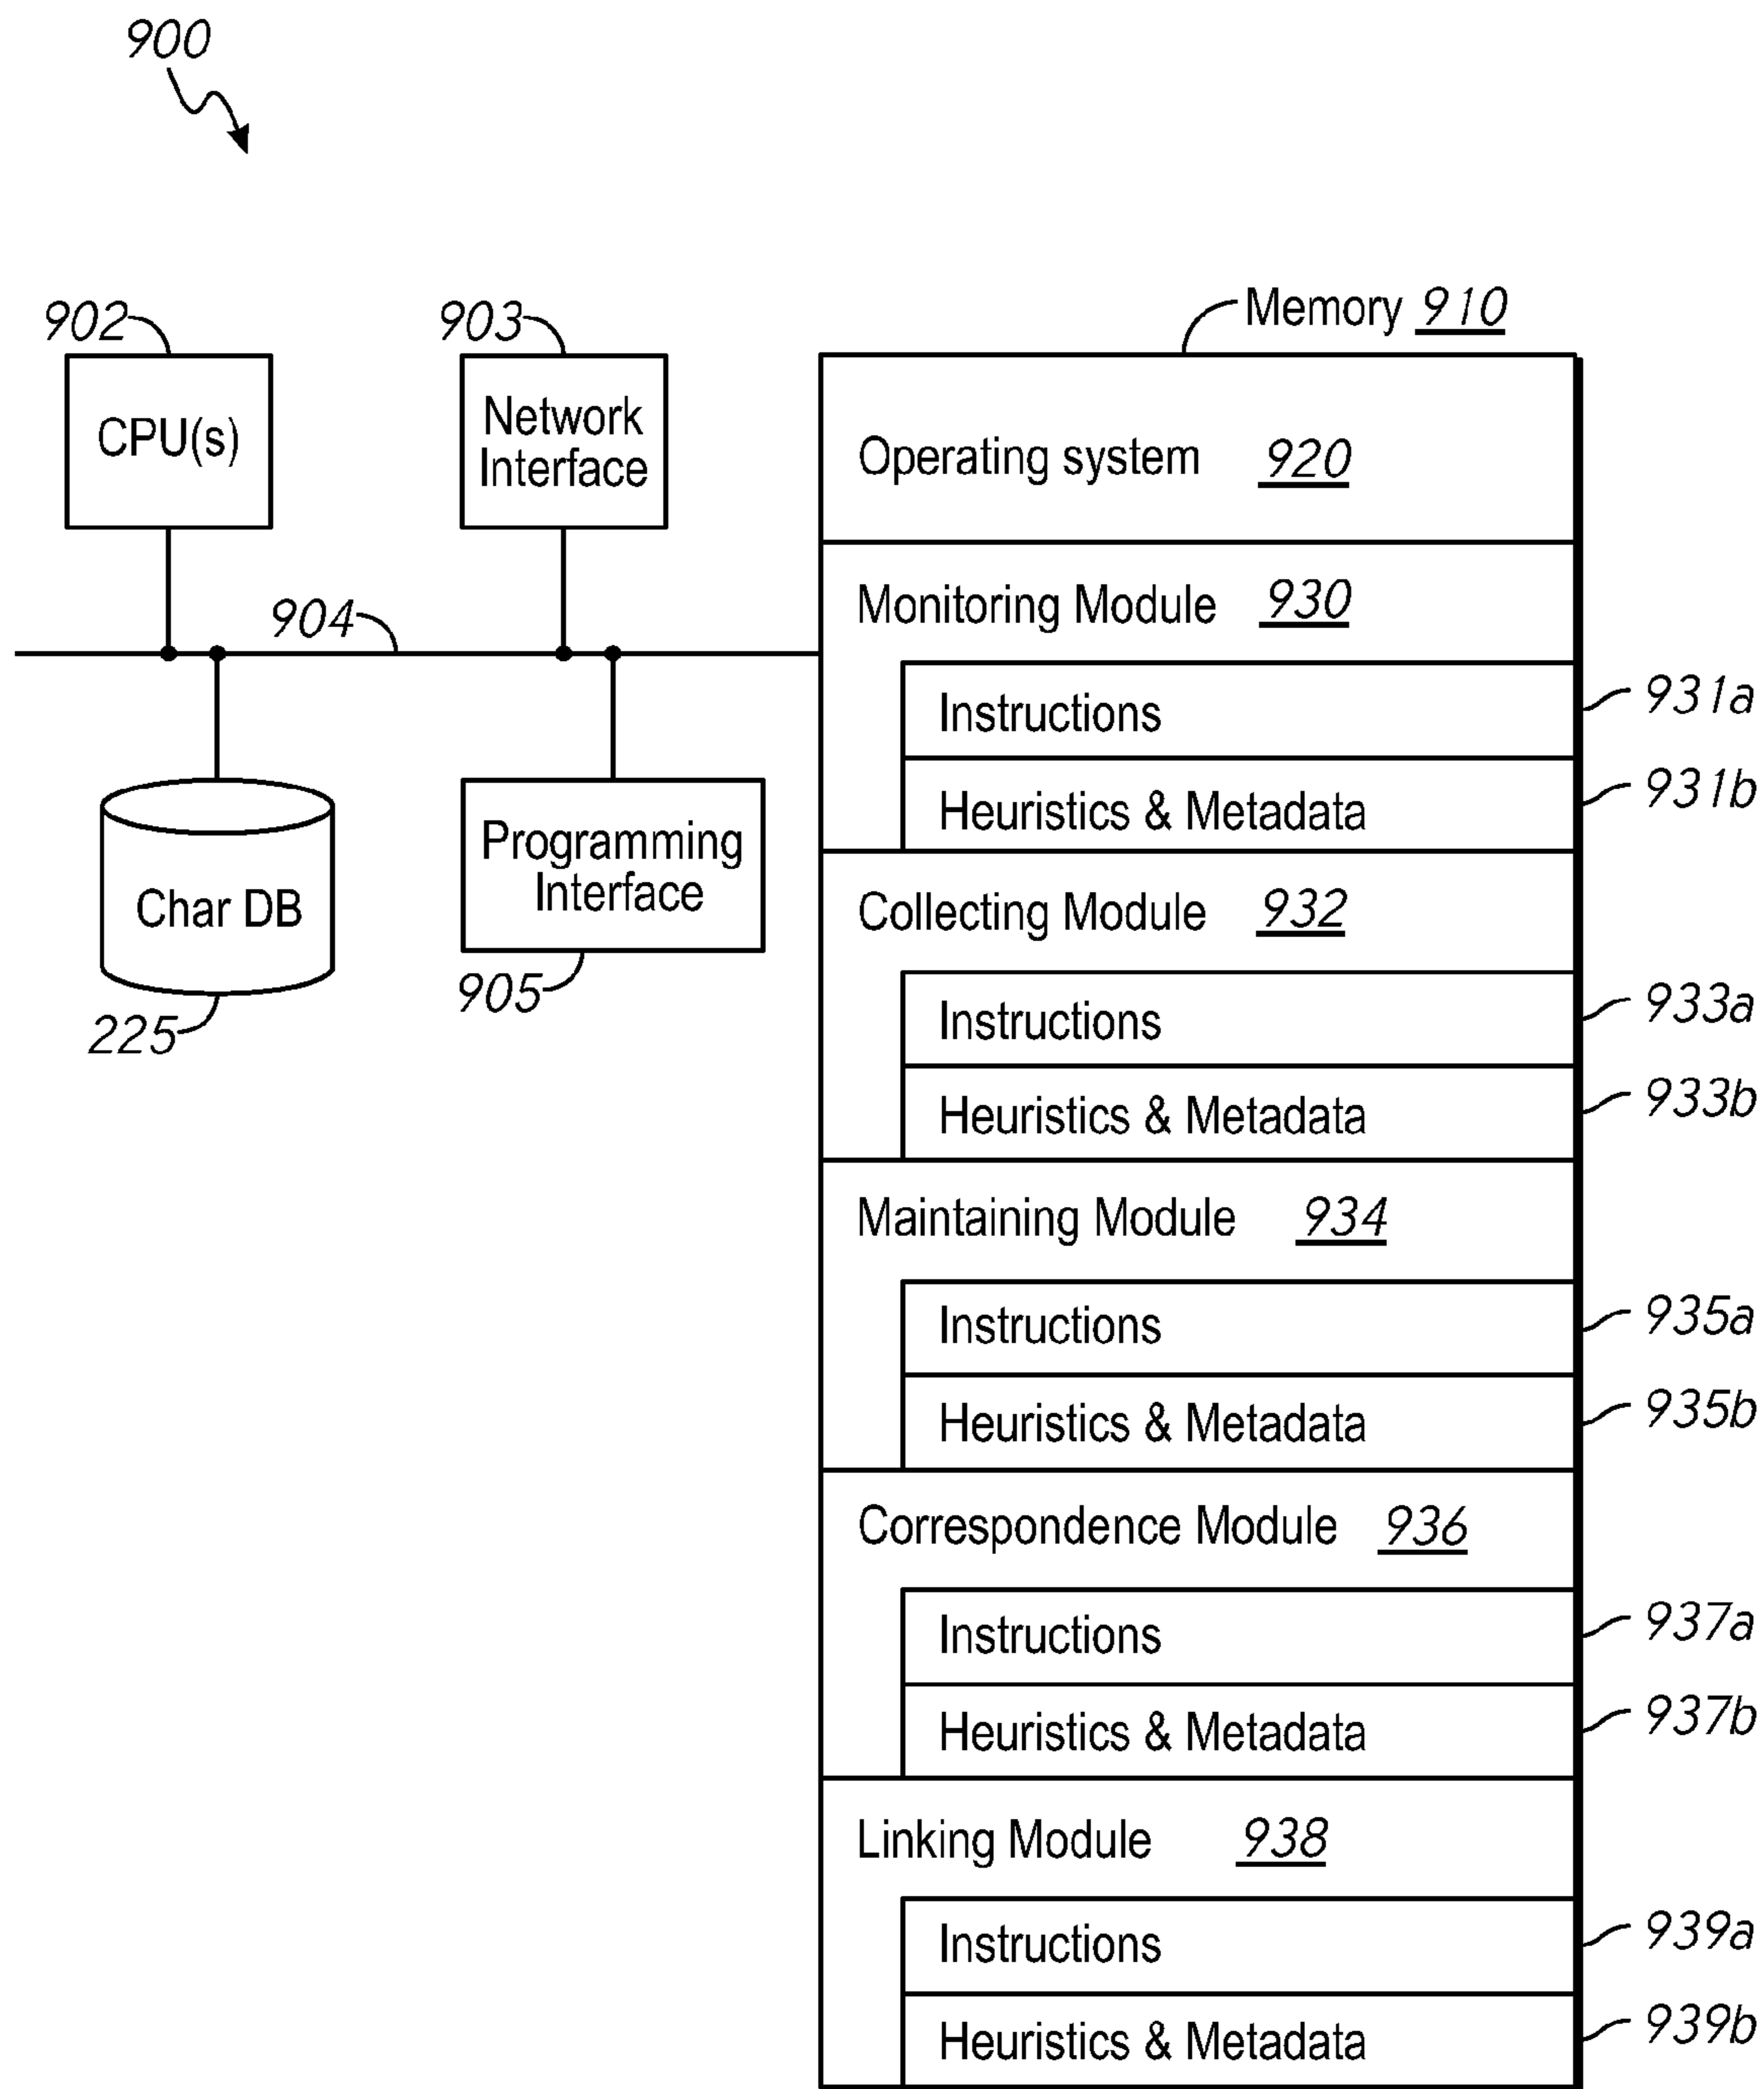 900
902
903
Memory 910
CPU(s)
Network
Interface
Operating system 920
904
Monitoring Module 930
Instructions
931a
Heuristics & Metadata
931b
Char DB
225
Programming
Interface
905
Collecting Module 932
Instructions
933a
Heuristics & Metadata
933b
Maintaining Module 934
Instructions
935a
Heuristics & Metadata
935b
Correspondence Module 936
Instructions
937a
Heuristics & Metadata
937b
Linking Module 938
Instructions
939a
Heuristics & Metadata
939b